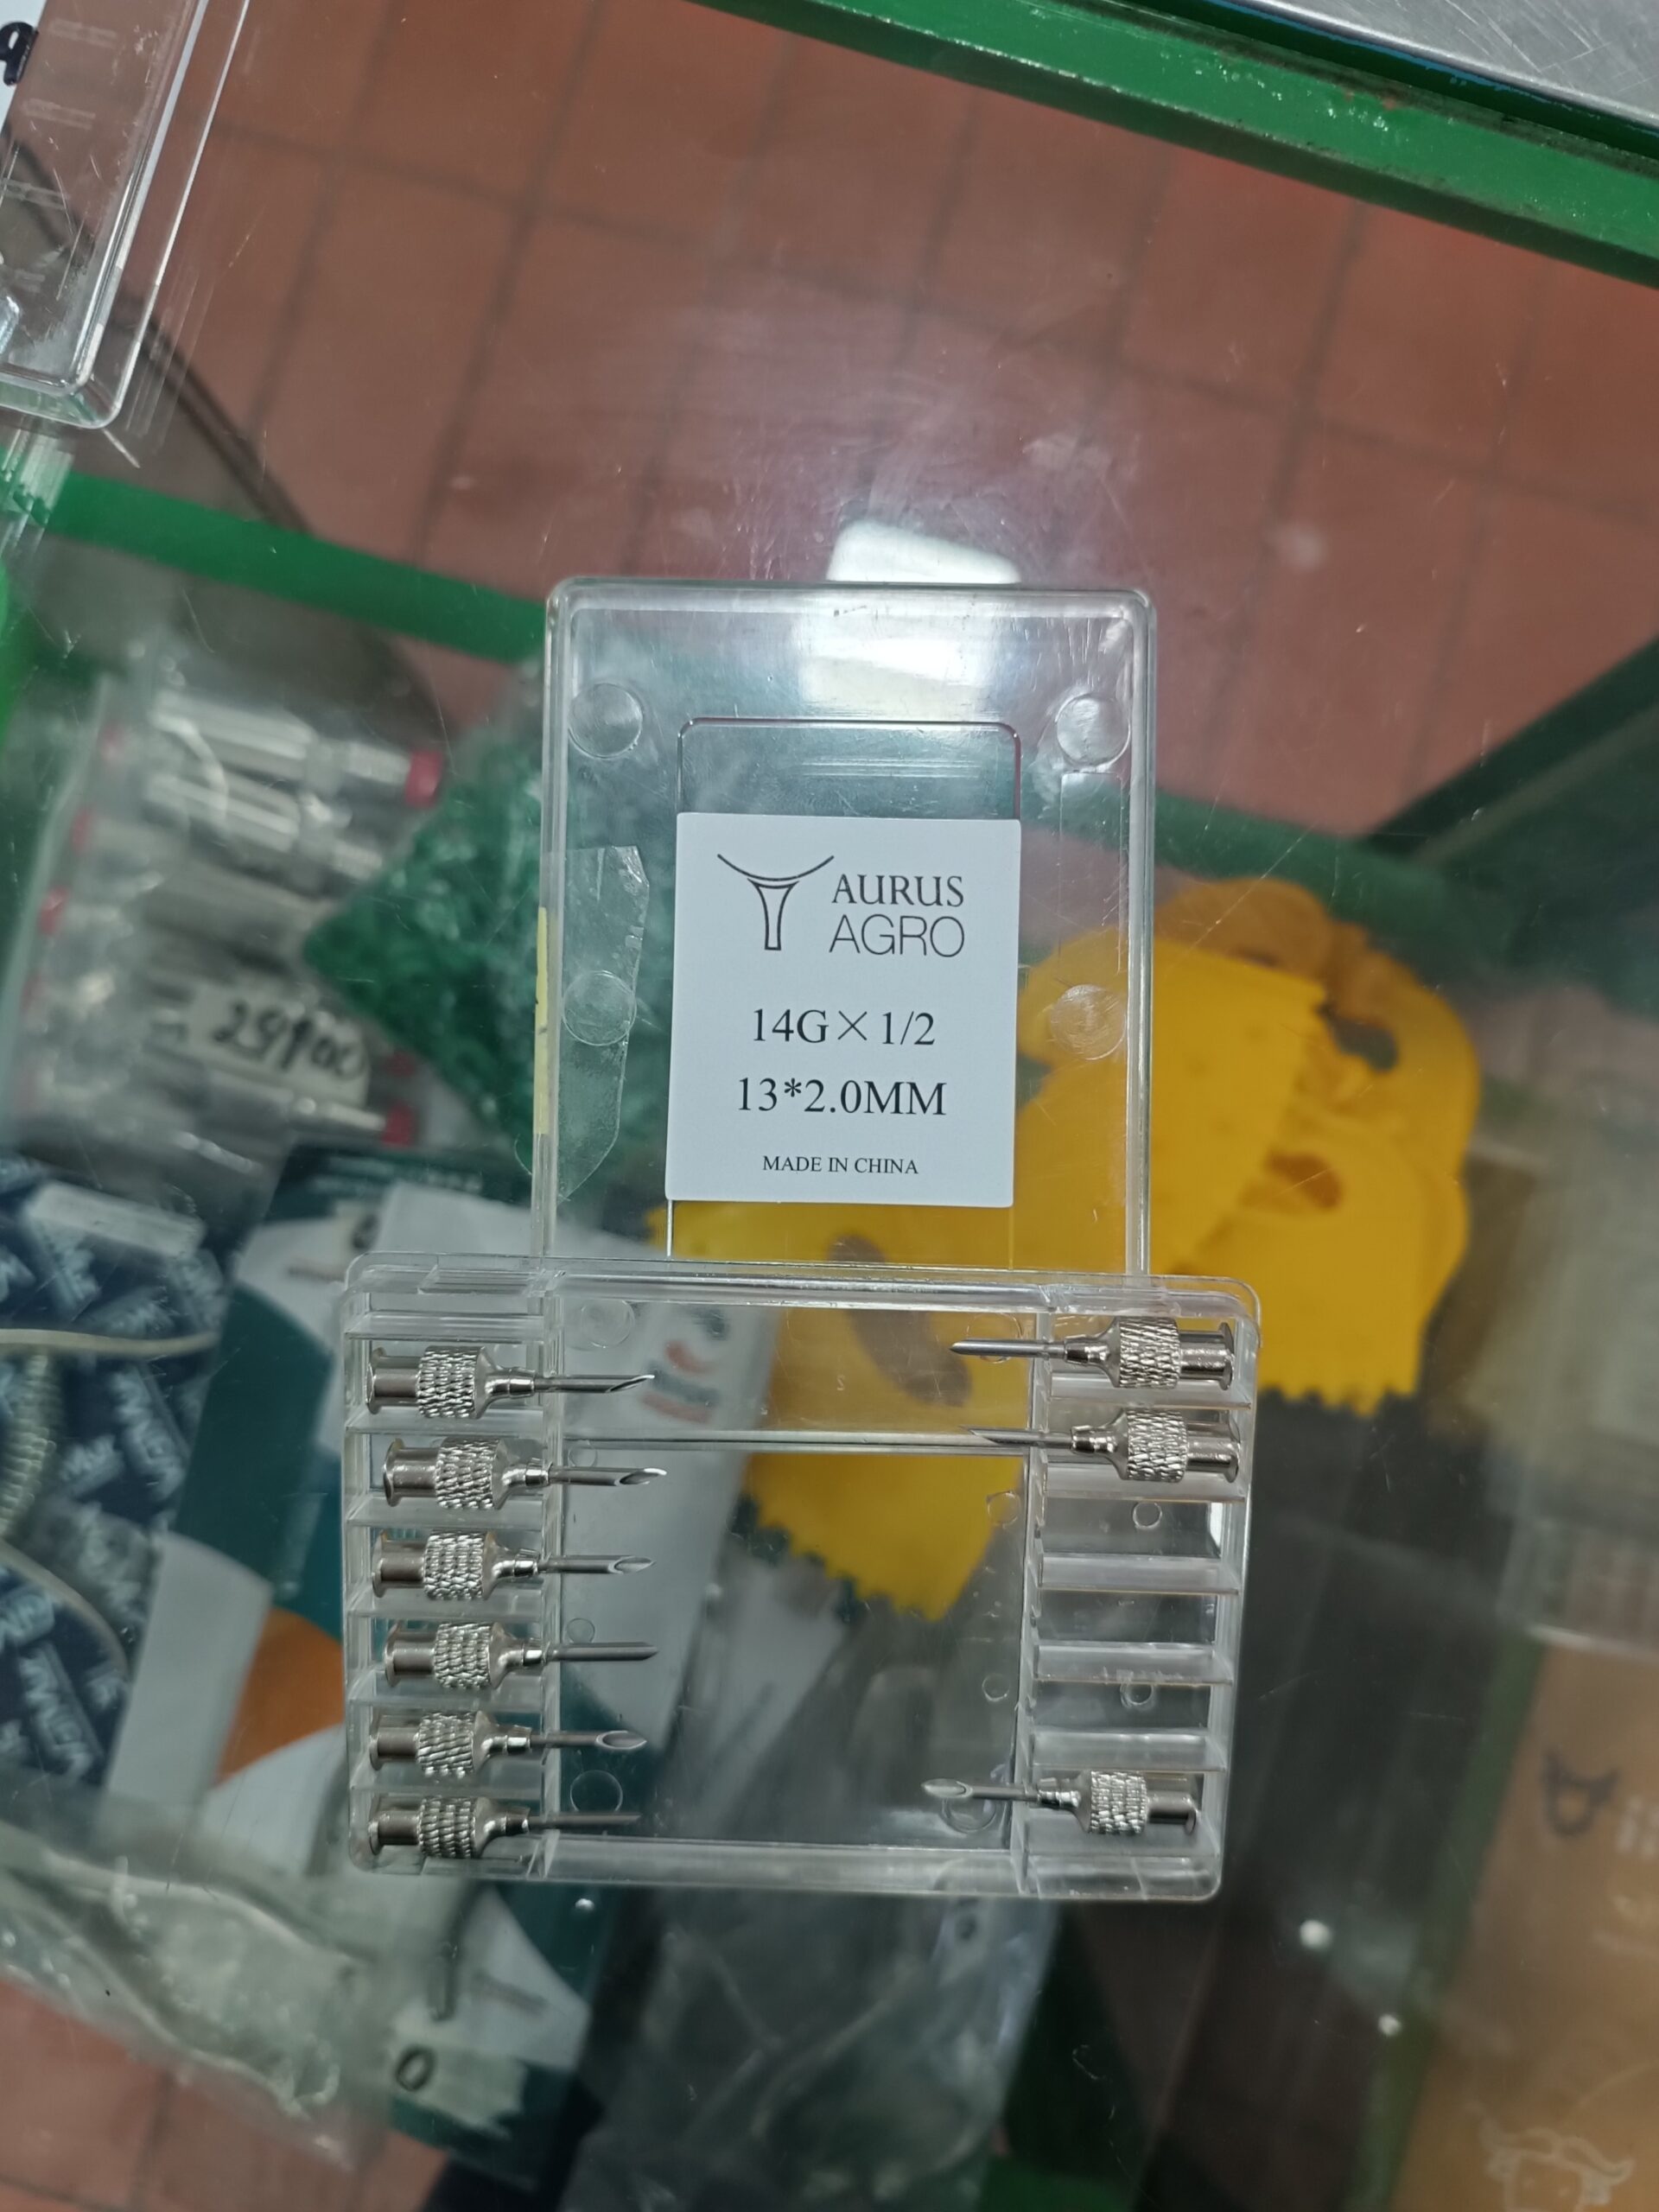 AURUS
AGRO
14G×1/2
13*2.0MM
MADE IN CHINA